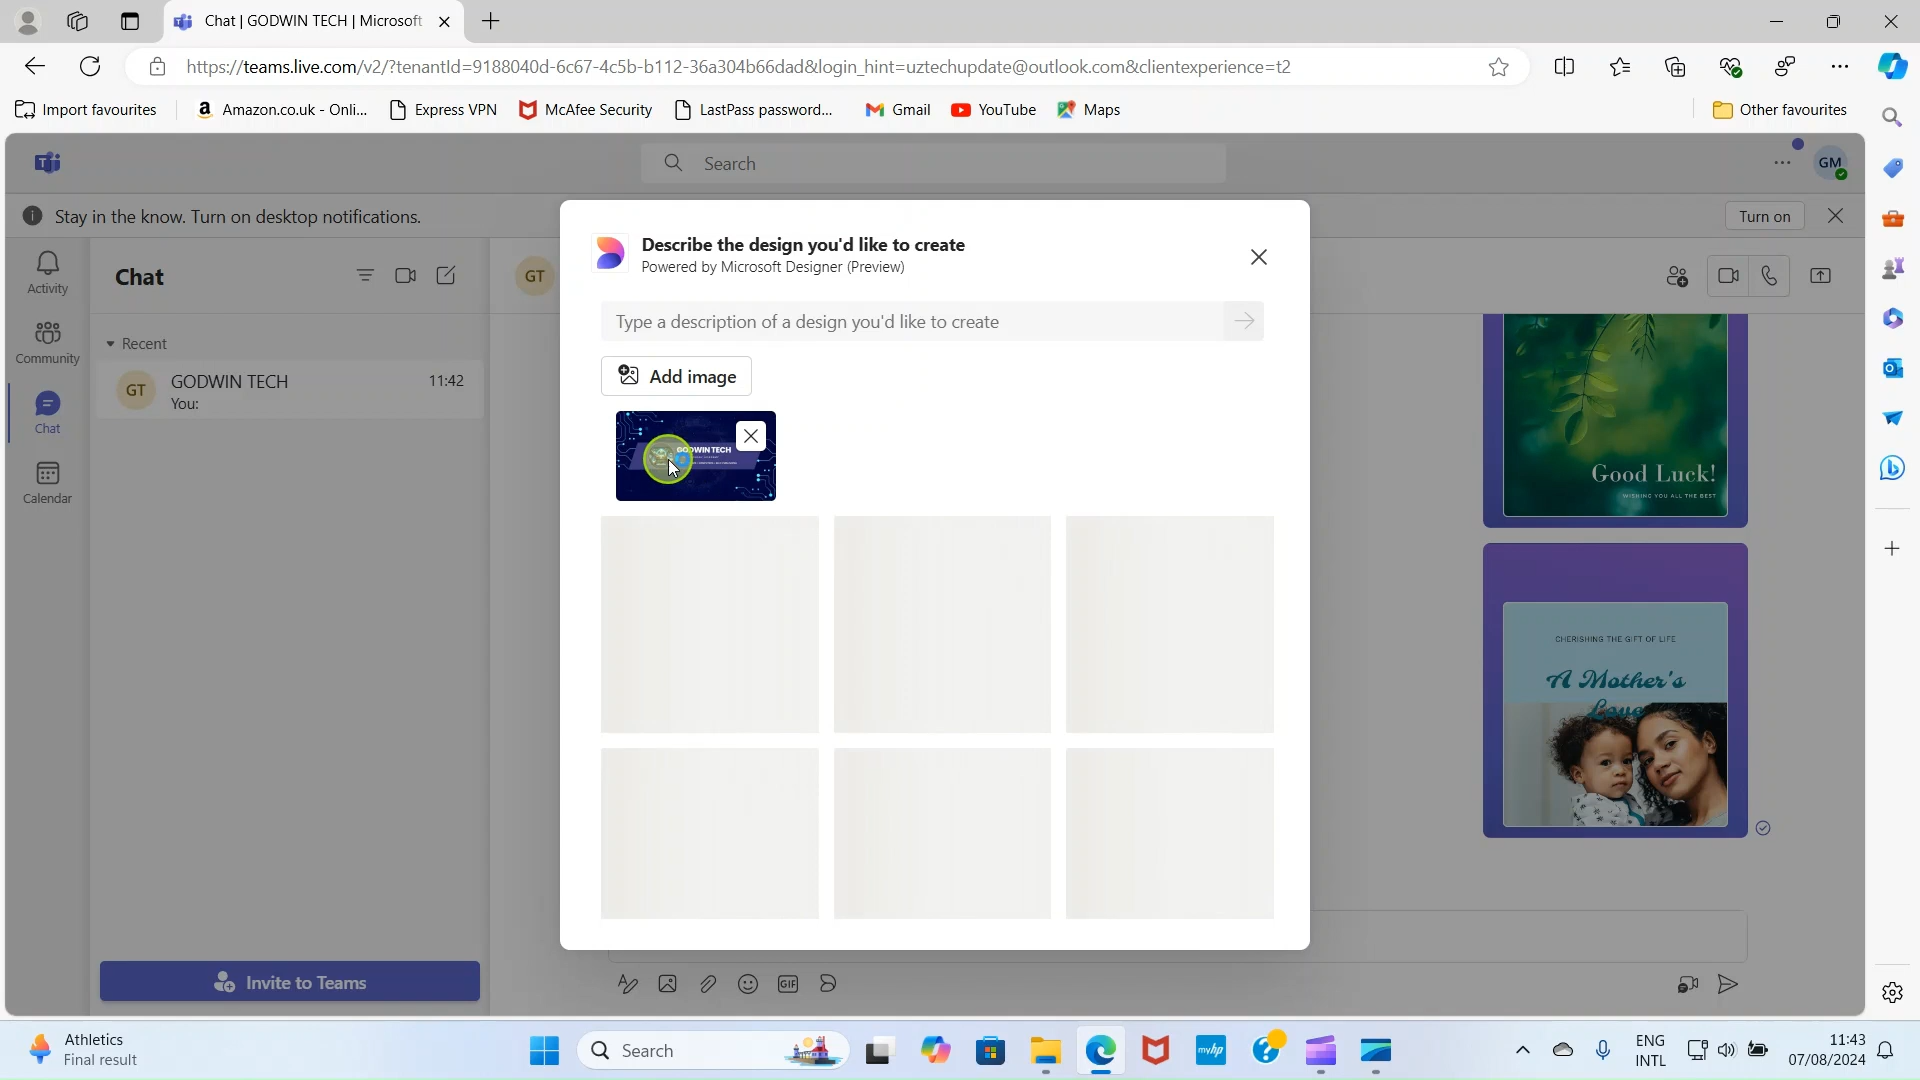 Chat | GODWIN TECH | Microsoft
https://teams.live.com/v2/?tenantId=9188040d-6c67-4c5b-b112-36a304b66dad&login_hint=uztechupdate@outlook.com&clientexperience=t2
Import favourites
Amazon.co.uk - Onli...
Express VPN
McAfee Security
LastPass password...
Gmail
YouTube
Maps
Other favourites
Search
GM
Stay in the know. Turn on desktop notifications.
Turn on
Activity
Community
Chat
Calendar
Chat
Recent
GT
GODWIN TECH
11:42
You:
Invite to Teams
GT
Describe the design you'd like to create
Powered by Microsoft Designer (Preview)
Type a description of a design you'd like to create
Add image
GODWIN TECH
Good Luck!
WISHING YOU ALL THE BEST
CHERISHING THE GIFT OF LIFE
A Mother's
Love
GIF
Athletics
Final result
Search
myhp
ENG
INTL
11:43
07/08/2024